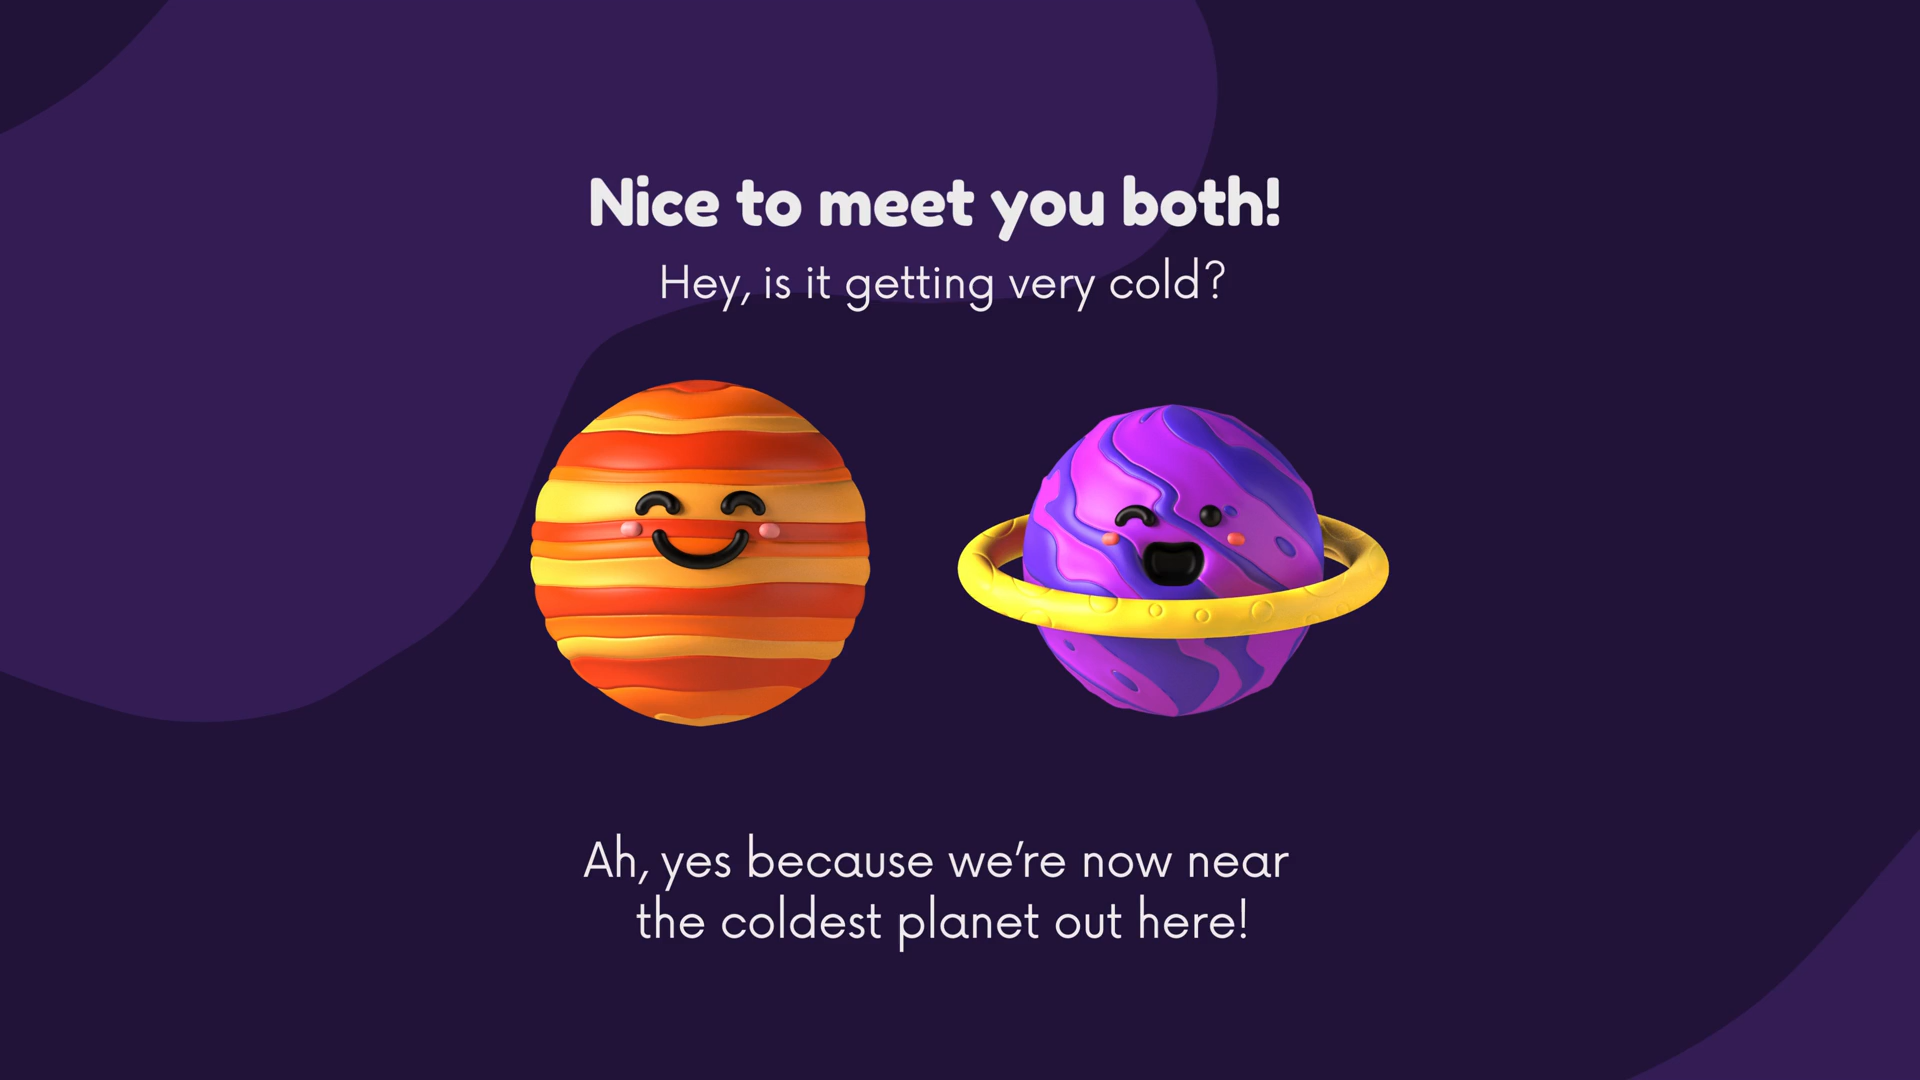 Nice to meet you both!
Hey, is it getting very cold?
Ah, yes because we’re now near
the coldest planet out here!